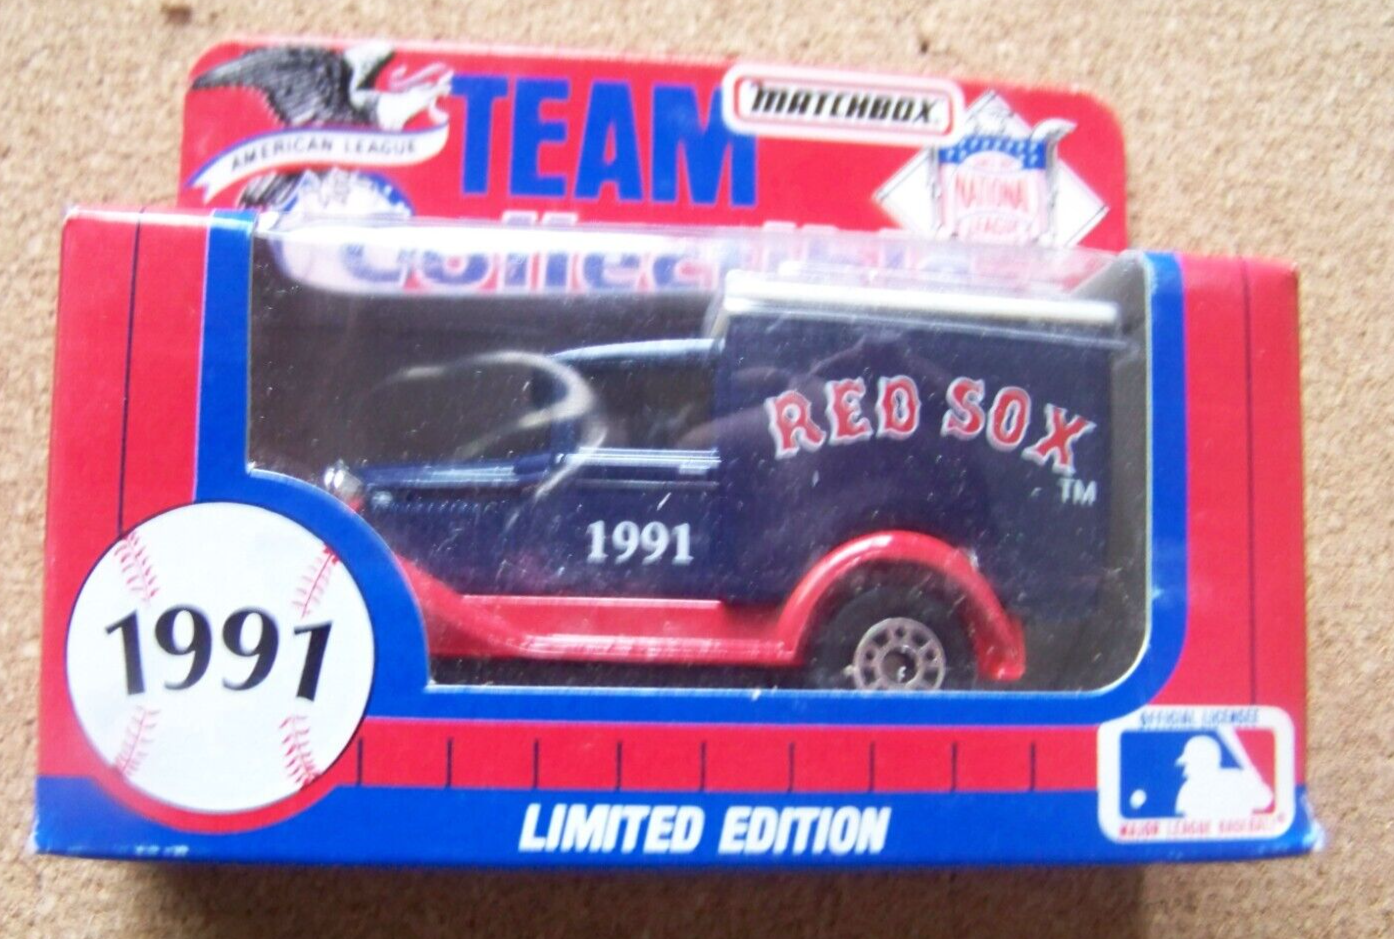 TEAM
MATCHBOX
AMERICAN LEAGUE
NATIONAL
LEAGUE
RED SOX
TM
1991
1991
OFFICIAL LICENSEE
MAJOR LEAGUE BASEBALL
LIMITED EDITION